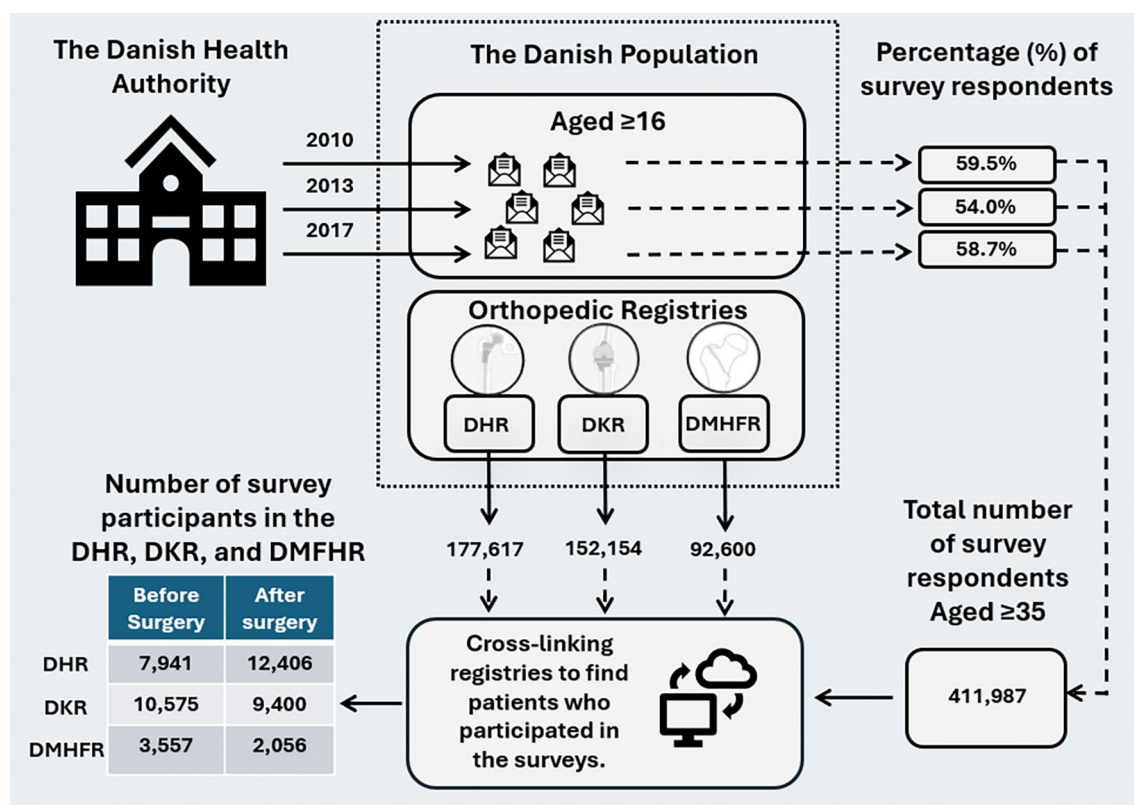 The Danish Health
Authority
The Danish Population
Percentage (%) of
survey respondents
Aged ≥16
2010
2013
2017
59.5%
54.0%
58.7%
Orthopedic Registries
DHR
DKR
DMHFR
177,617
152,154
92,600
Number of survey
participants in the
DHR, DKR, and DMFHR
Before
Surgery
After
surgery
DHR
7,941
12,406
DKR
10,575
9,400
DMHFR
3,557
2,056
Cross-linking
registries to find
patients who
participated in
the surveys.
Total number
of survey
respondents
Aged ≥35
411,987